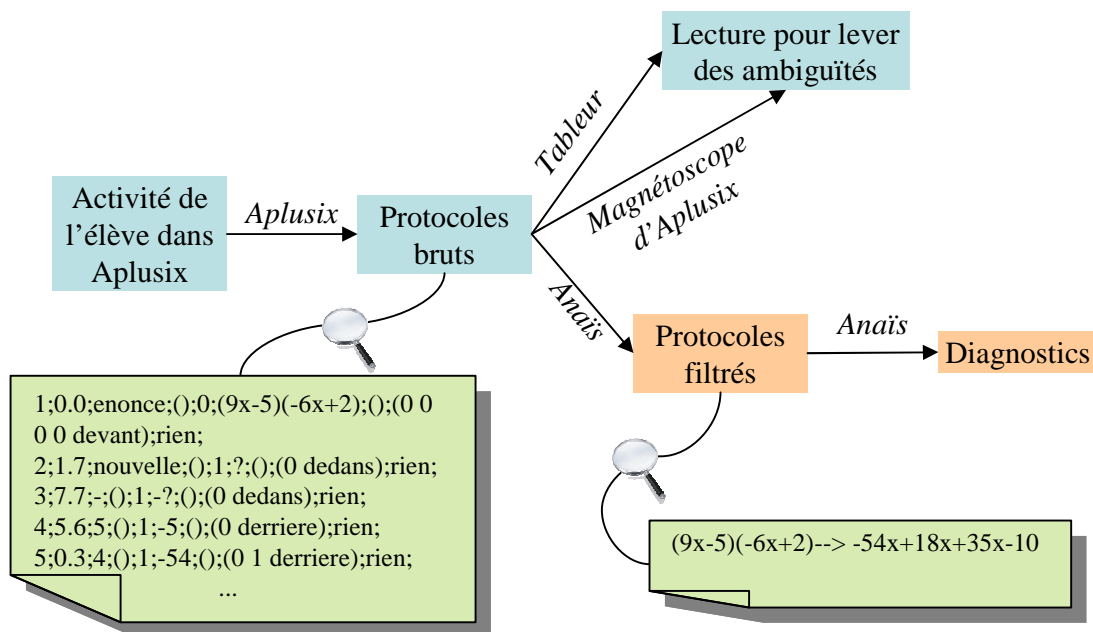 Lecture pour lever
des ambiguïtés
Tableur
Magnétoscope
d’Aplusix
Activité de
l’élève dans
Aplusix
Aplusix
Protocoles
bruts
Anaïs
Protocoles
filtrés
Anaïs
Diagnostics
1;0.0;enonce;();0;(9x-5)(-6x+2);();(0 0
0 0 devant);rien;
2;1.7;nouvelle;();1;?;();(0 dedans);rien;
3;7.7;-;();1;-?;();(0 dedans);rien;
4;5.6;5;();1;-5;();(0 derriere);rien;
5;0.3;4;();1;-54;();(0 1 derriere);rien;
...
(9x-5)(-6x+2)--> -54x+18x+35x-10